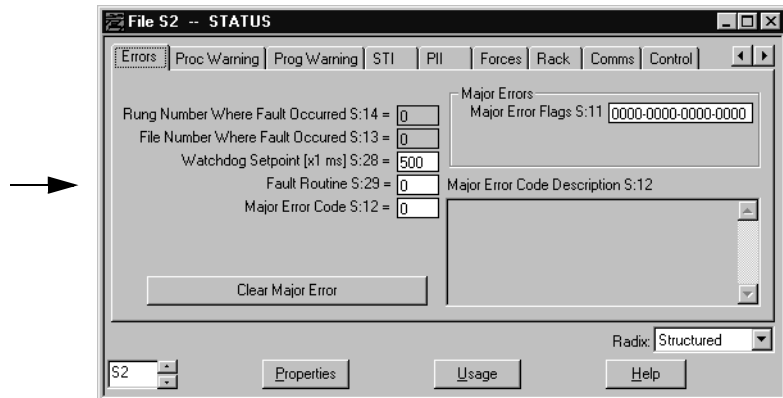 File S2 -- STATUS
Errors Proc Warning Prog Warning STI PII Forces Rack Comms Control
Rung Number Where Fault Occurred S:14 = 0
File Number Where Fault Occured S:13 = 0
Watchdog Setpoint [x1 ms] S:28 = 500
Fault Routine S:29 = 0
Major Error Code S:12 = 0
Clear Major Error
Major Errors
Major Error Flags S:11 0000-0000-0000-0000
Major Error Code Description S:12
Radix: Structured
S2 Properties Usage Help